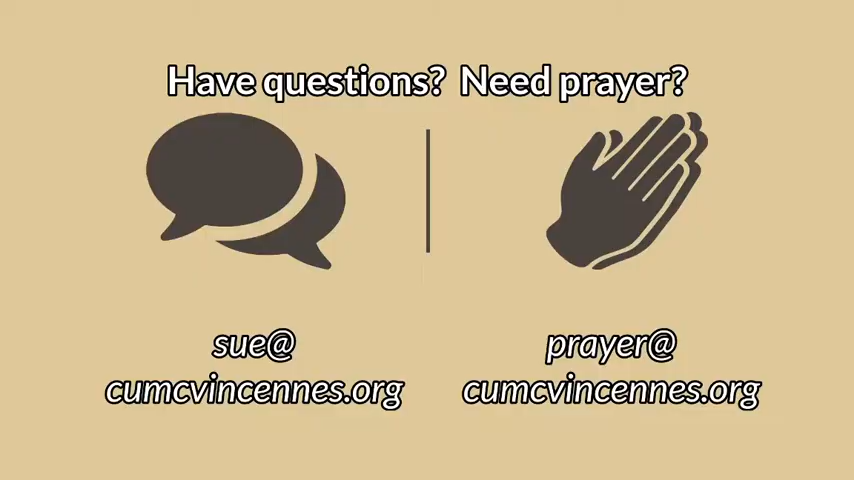 Have questions? Need prayer?
sue@
cumcvincennes.org
prayer@
cumcvincennes.org